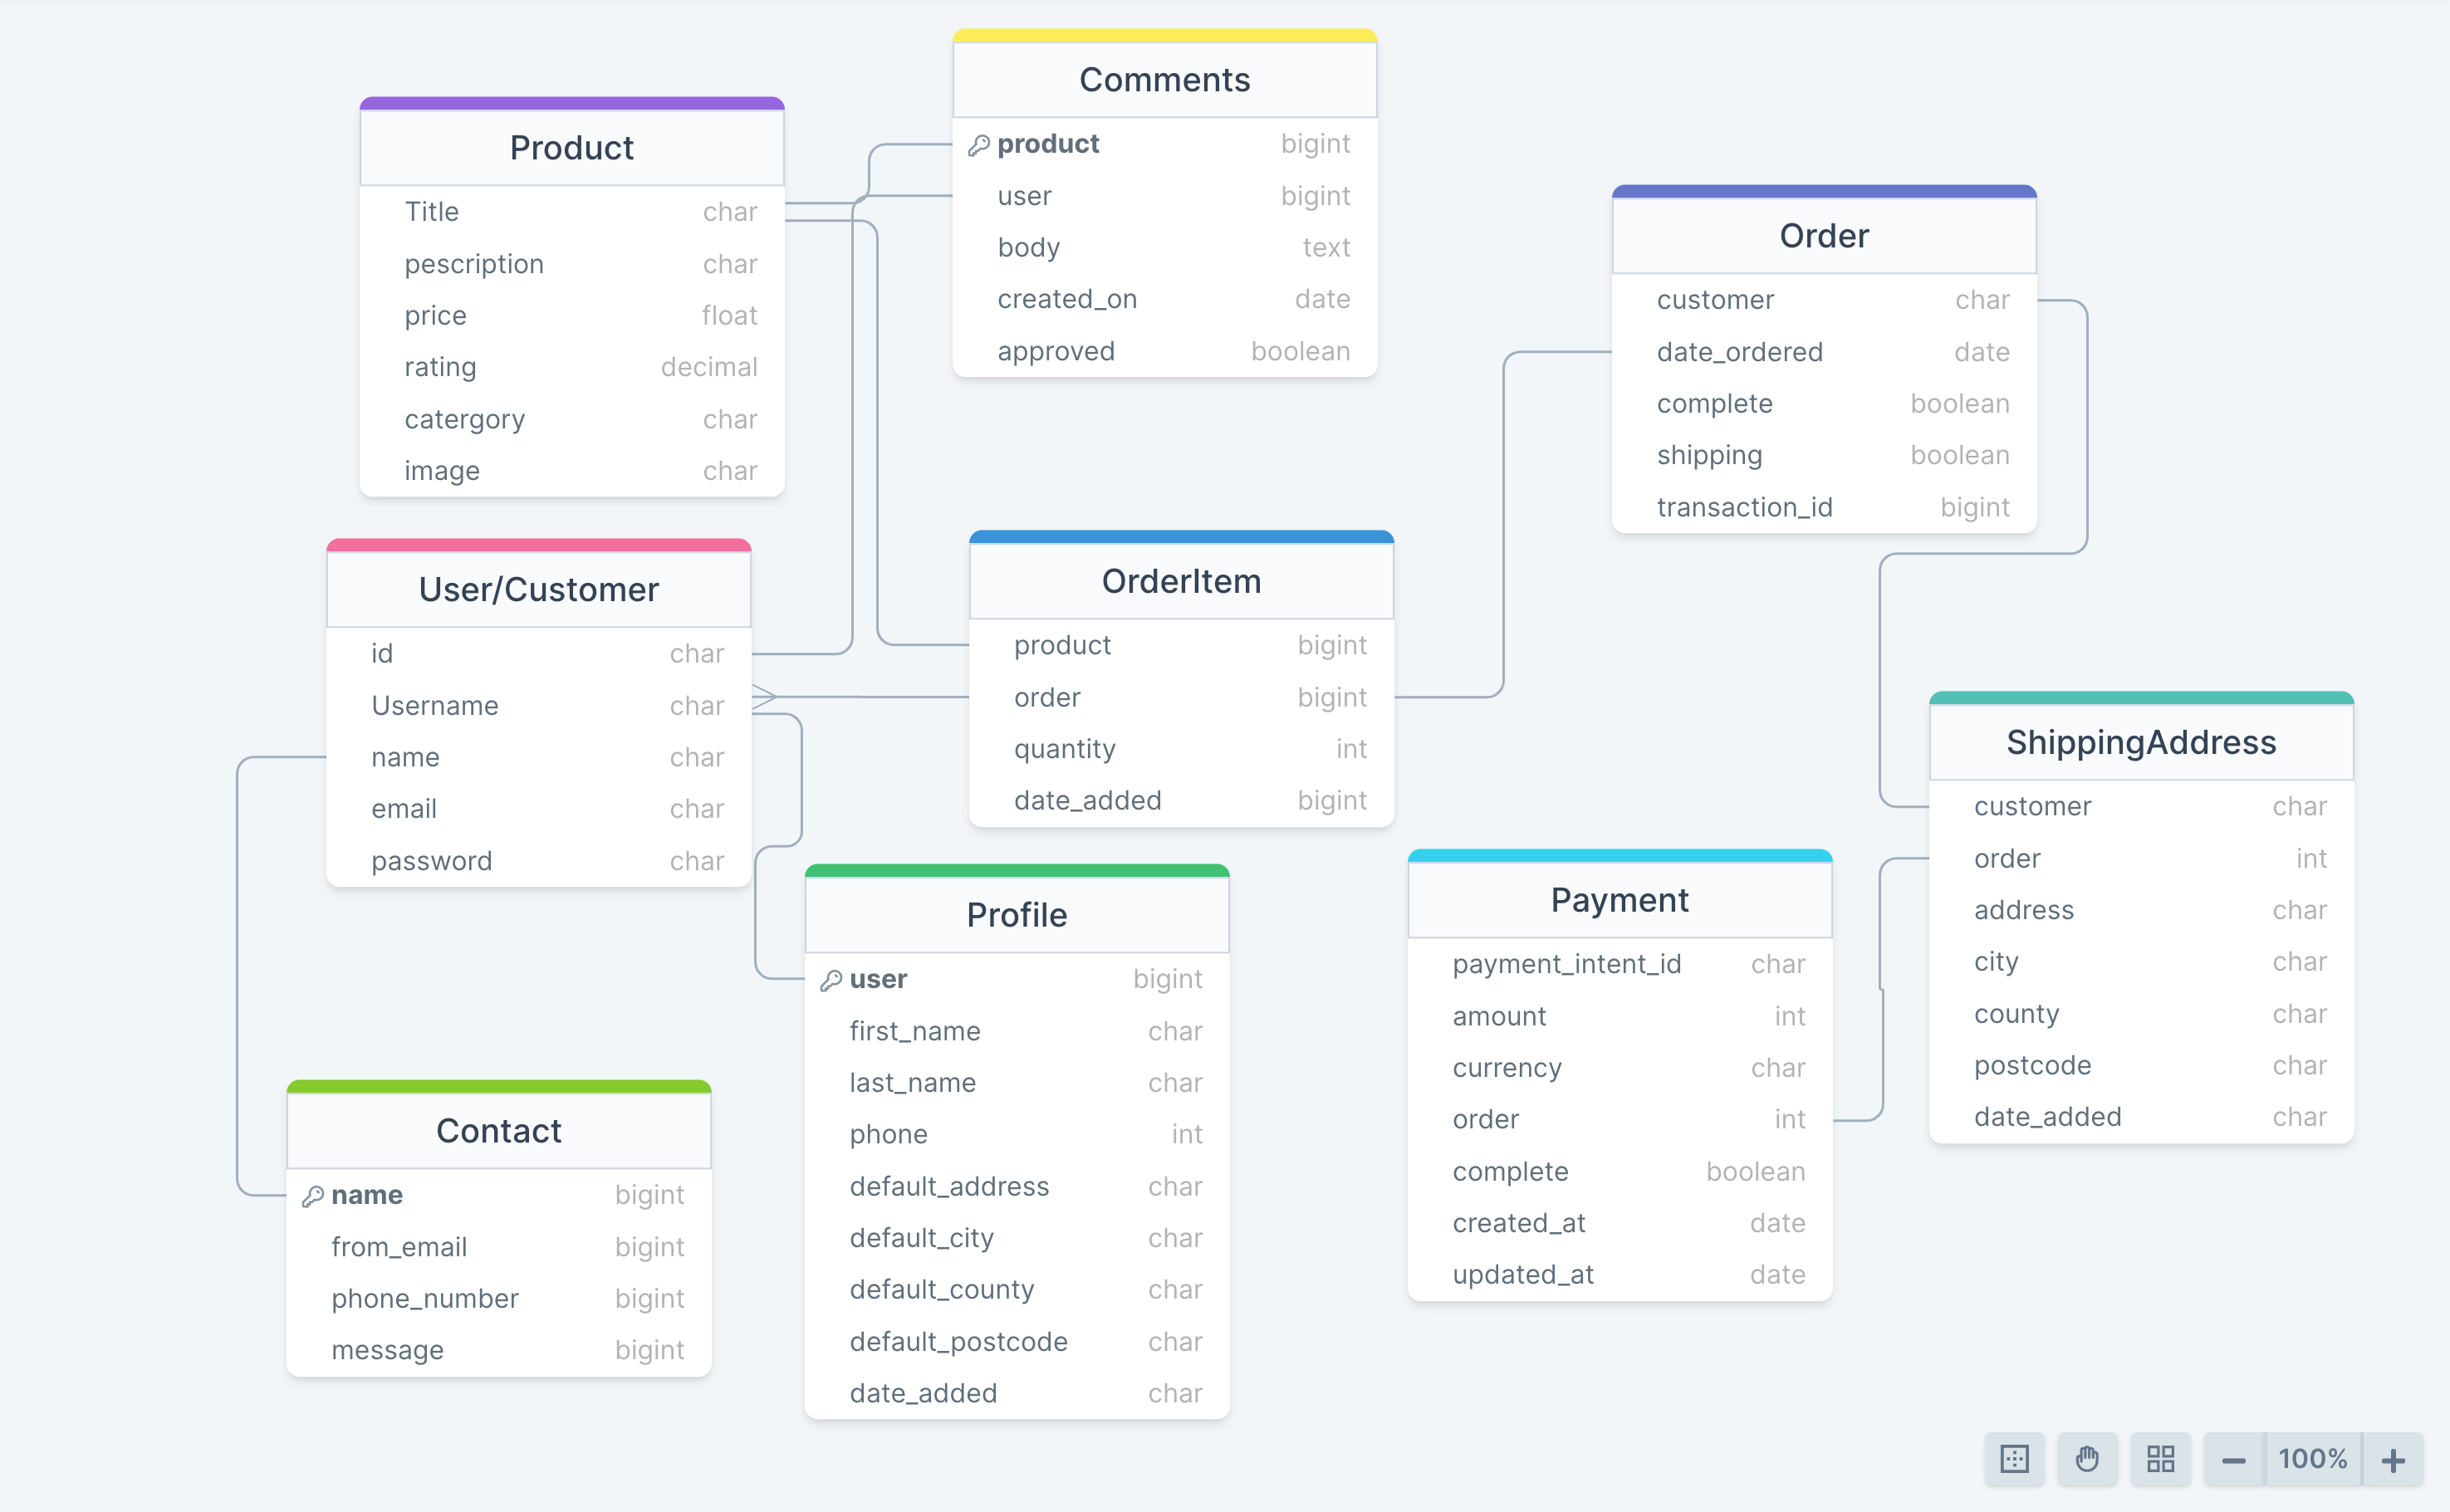 Comments
product bigint
user bigint
body text
created_on date
approved boolean
Product
Title char
pescription char
price float
rating decimal
catergory char
image char
Order
customer char
date_ordered date
complete boolean
shipping boolean
transaction_id bigint
User/Customer
id char
Username char
name char
email char
password char
OrderItem
product bigint
order bigint
quantity int
date_added bigint
ShippingAddress
customer char
order int
address char
city char
county char
postcode char
date_added char
Profile
user bigint
first_name char
last_name char
phone int
default_address char
default_city char
default_county char
default_postcode char
date_added char
Payment
payment_intent_id char
amount int
currency char
order int
complete boolean
created_at date
updated_at date
Contact
name bigint
from_email bigint
phone_number bigint
message bigint
100%